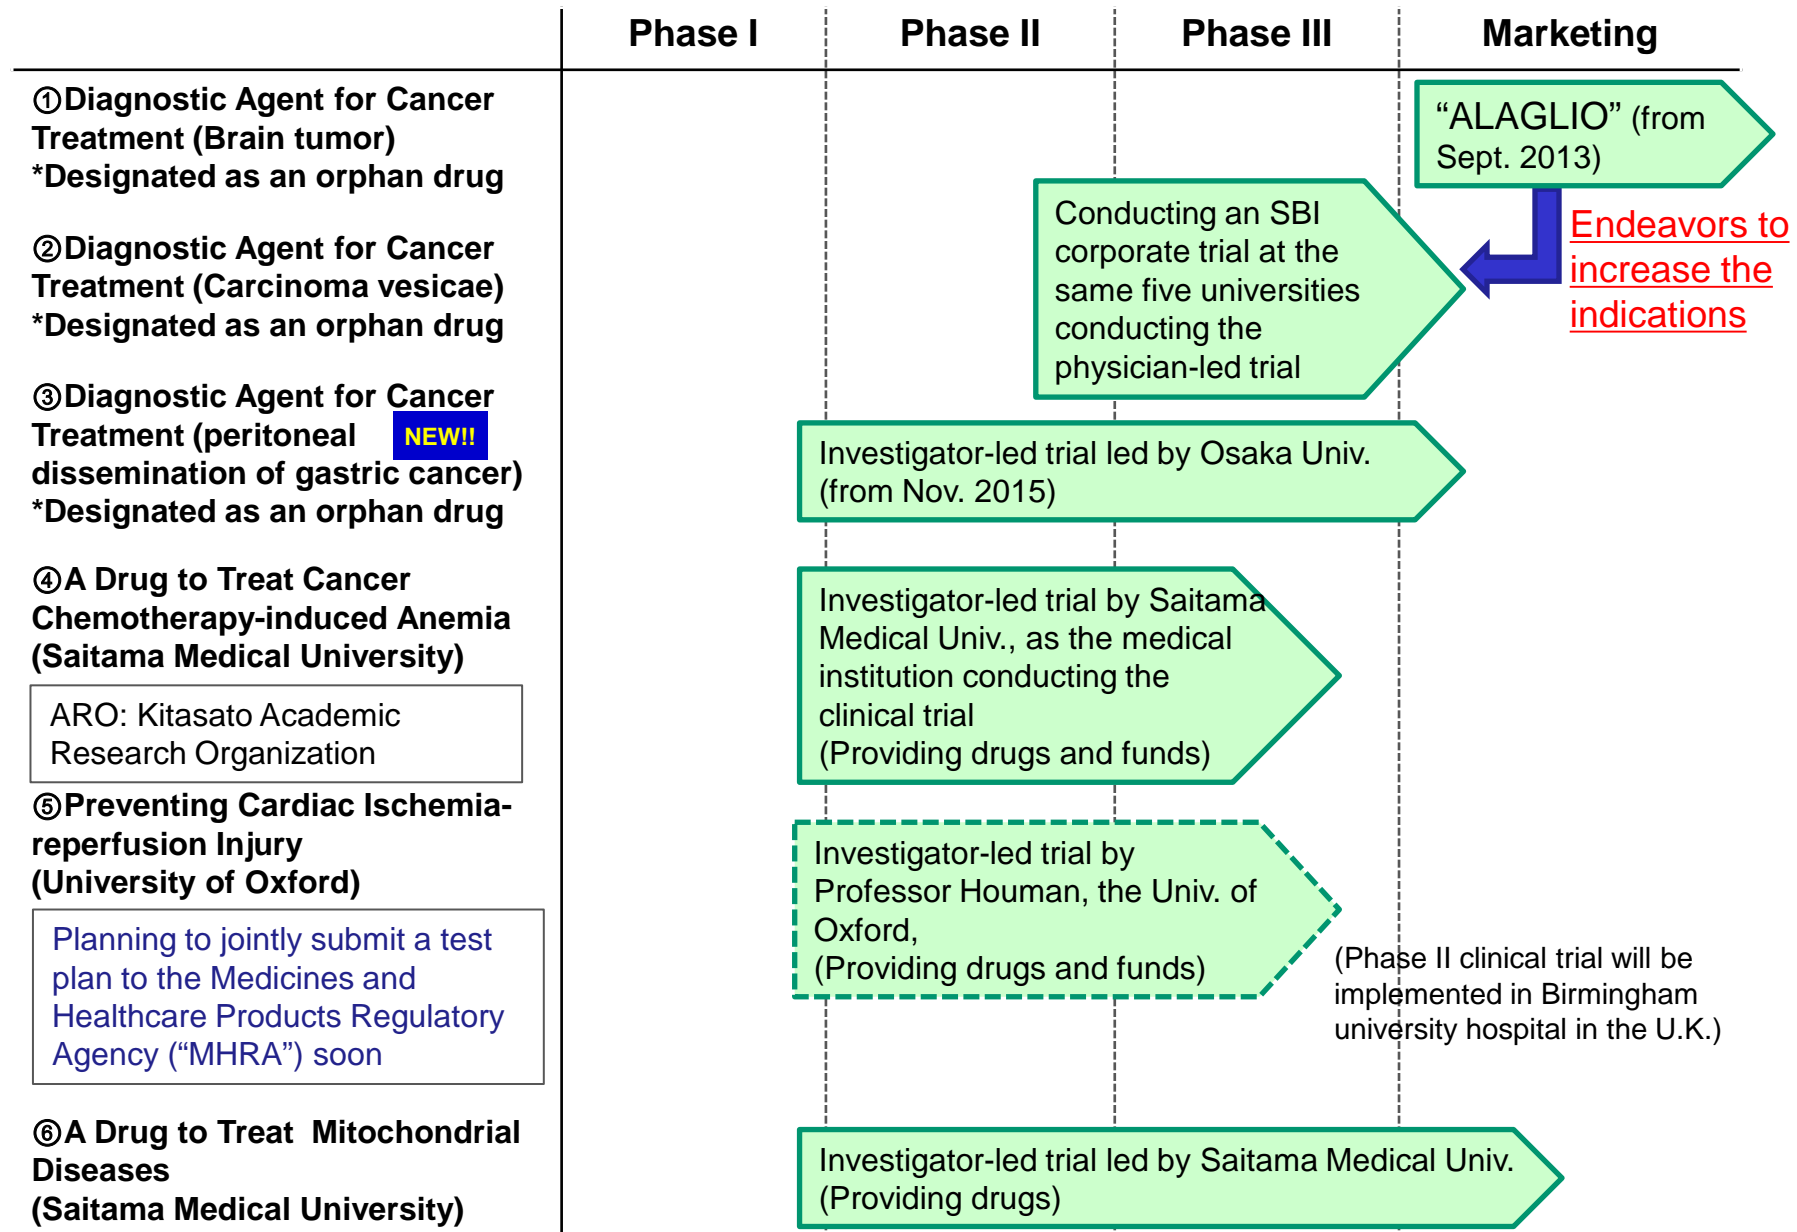 Phase I Phase II Phase III Marketing
①Diagnostic Agent for Cancer
Treatment (Brain tumor)
*Designated as an orphan drug
“ALAGLIO” (from
Sept. 2013)
②Diagnostic Agent for Cancer
Treatment (Carcinoma vesicae)
*Designated as an orphan drug
Conducting an SBI
corporate trial at the
same five universities
conducting the
physician-led trial
Endeavors to
increase the
indications
③Diagnostic Agent for Cancer
Treatment (peritoneal NEW!!
dissemination of gastric cancer)
*Designated as an orphan drug
Investigator-led trial led by Osaka Univ.
(from Nov. 2015)
④A Drug to Treat Cancer
Chemotherapy-induced Anemia
(Saitama Medical University)
ARO: Kitasato Academic
Research Organization
Investigator-led trial by Saitama
Medical Univ., as the medical
institution conducting the
clinical trial
(Providing drugs and funds)
⑤Preventing Cardiac Ischemia-
reperfusion Injury
(University of Oxford)
Planning to jointly submit a test
plan to the Medicines and
Healthcare Products Regulatory
Agency (“MHRA”) soon
Investigator-led trial by
Professor Houman, the Univ. of
Oxford,
(Providing drugs and funds)
(Phase II clinical trial will be
implemented in Birmingham
university hospital in the U.K.)
⑥A Drug to Treat  Mitochondrial
Diseases
(Saitama Medical University)
Investigator-led trial led by Saitama Medical Univ.
(Providing drugs)